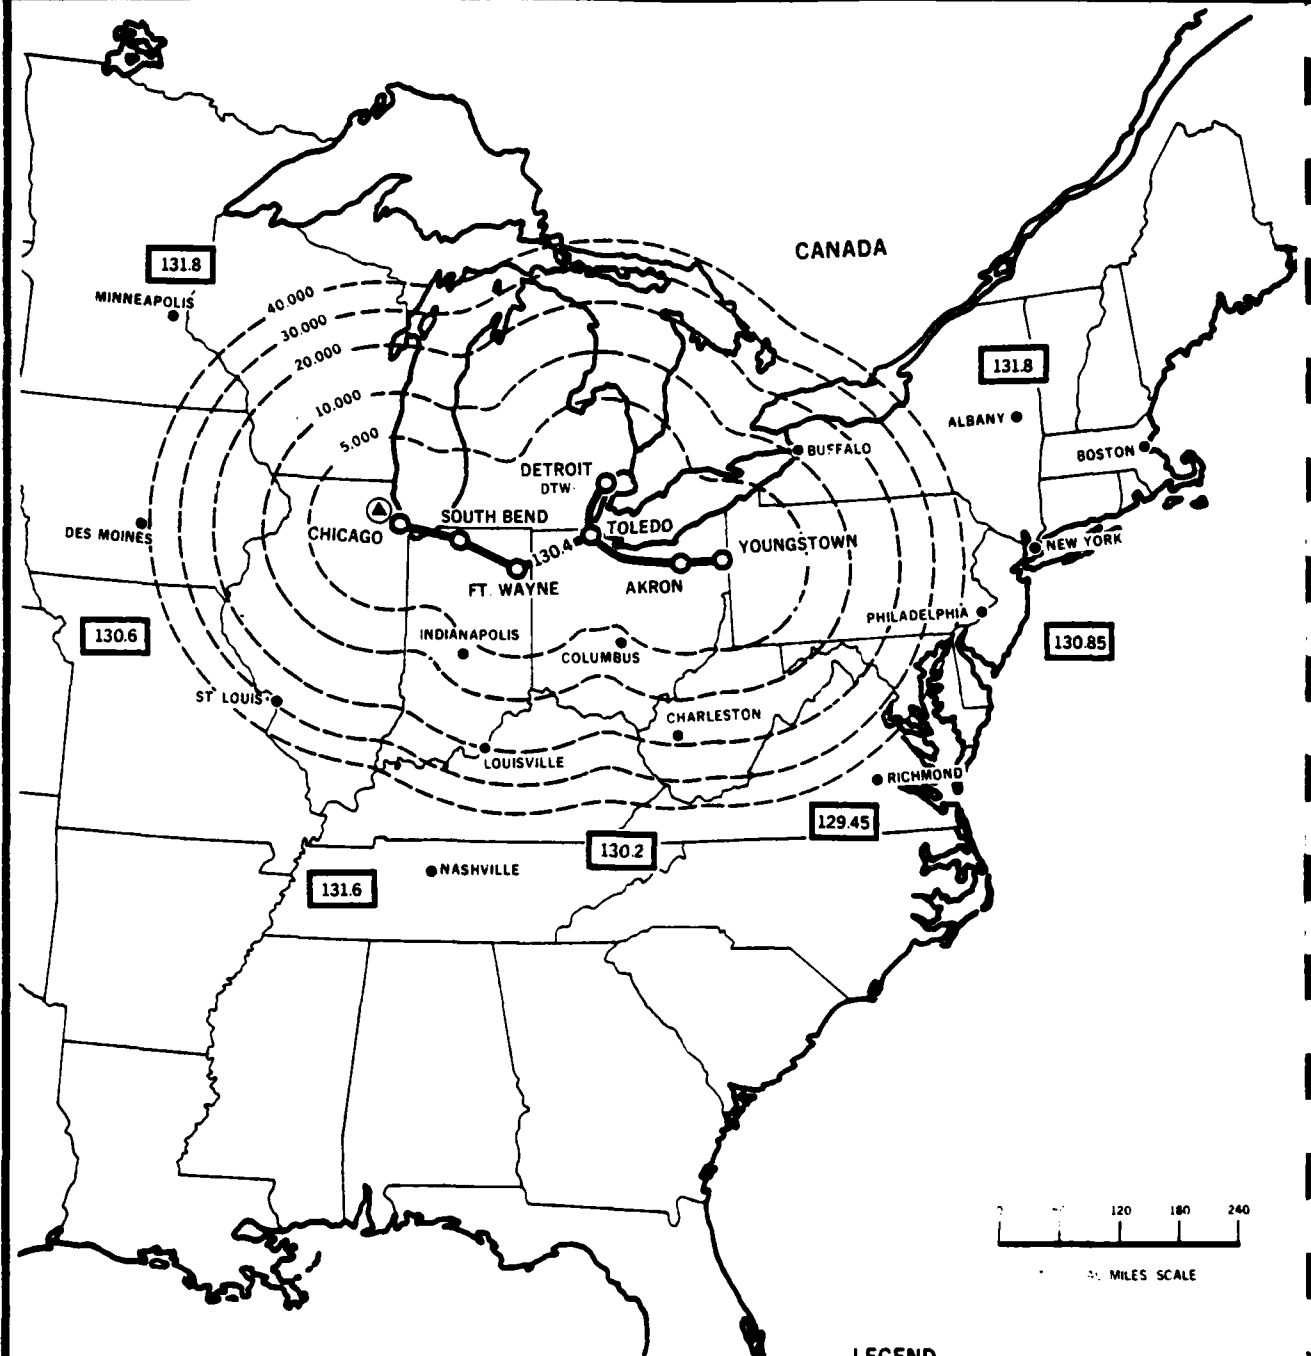 CANADA
131.8
MINNEAPOLIS
40.000
30.000
20.000
10.000
5.000
131.8
ALBANY
BOSTON
BUFFALO
DETROIT
DTW
SOUTH BEND
CHICAGO
TOLEDO
130.4
YOUNGSTOWN
NEW YORK
DES MOINES
FT. WAYNE
AKRON
PHILADELPHIA
130.6
INDIANAPOLIS
COLUMBUS
130.85
ST LOUIS
CHARLESTON
LOUISVILLE
RICHMOND
129.45
130.2
NASHVILLE
131.6
120 180 240
MILES SCALE
LEGEND